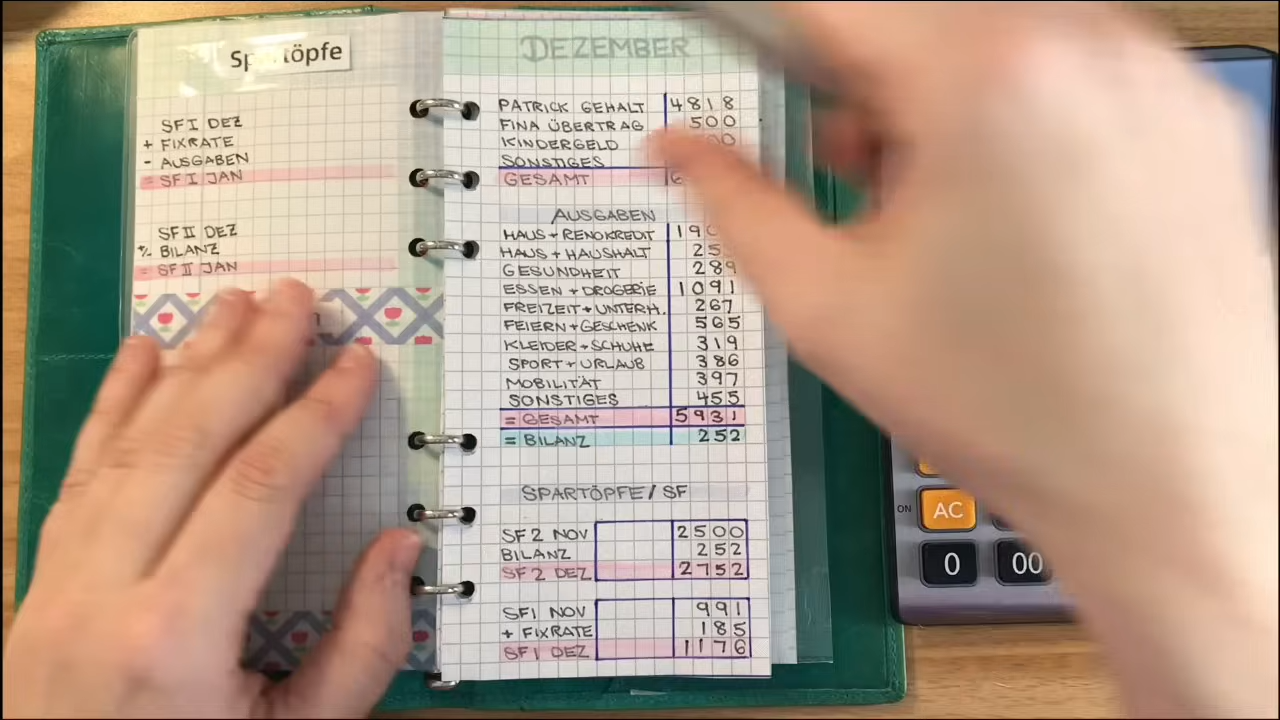 Spartöpfe
SF I DEZ
+ FIXRATE
- AUSGABEN
= SF I JAN
SF II DEZ
%. BILANZ
= SF II JAN
DEZEMBER
PATRICK GEHALT 4818
FINA ÜBERTRAG 500
KINDERGELD
SONSTIGES
GESAMT
AUSGABEN
HAUS + RENOKREDIT
HAUS + HAUSHALT
GESUNDHEIT 289
ESSEN + DROGERIE 1091
FREIZEIT + UNTERH. 267
FEIERN + GESCHENK 565
KLEIDER + SCHUHE 319
SPORT + URLAUB 386
MOBILITÄT 397
SONSTIGES 455
= GESAMT 5931
= BILANZ 252
SPARTÖPFE / SF
SF 2 NOV 2500
BILANZ 252
SF 2 DEZ 2752
SF1 NOV 991
+ FIXRATE 185
SF1 DEZ 1176
ON AC
0 00